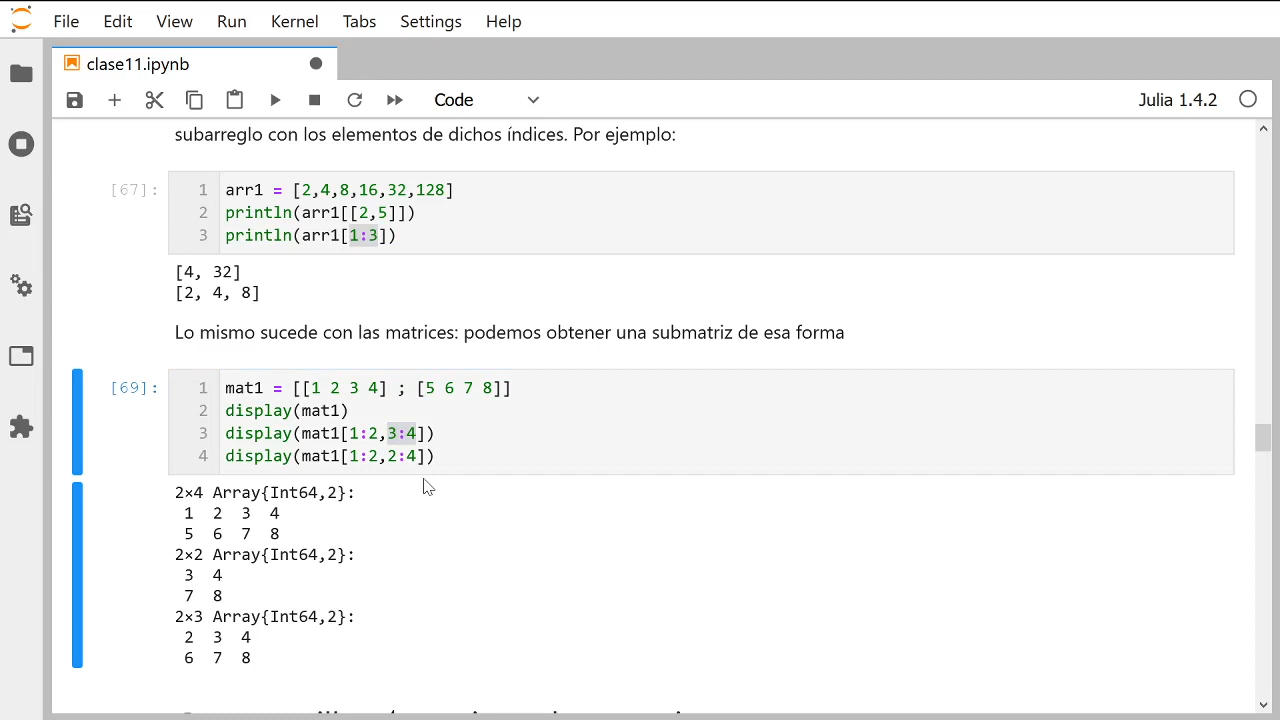 File Edit View Run Kernel Tabs Settings Help
clase11.ipynb
Code Julia 1.4.2
subarreglo con los elementos de dichos índices. Por ejemplo:
[67]: 1 arr1 = [2,4,8,16,32,128]
2 println(arr1[[2,5]])
3 println(arr1[1:3])
[4, 32]
[2, 4, 8]
Lo mismo sucede con las matrices: podemos obtener una submatriz de esa forma
[69]: 1 mat1 = [[1 2 3 4] ; [5 6 7 8]]
2 display(mat1)
3 display(mat1[1:2,3:4])
4 display(mat1[1:2,2:4])
2×4 Array{Int64,2}:
1 2 3 4
5 6 7 8
2×2 Array{Int64,2}:
3 4
7 8
2×3 Array{Int64,2}:
2 3 4
6 7 8